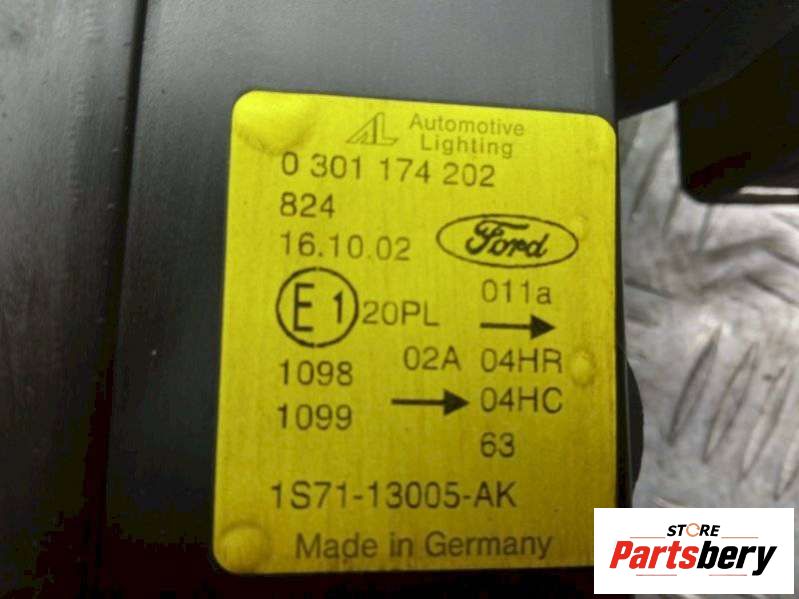 AL Automotive
Lighting
0 301 174 202
824
16.10.02
Ford
E1
20PL
011a
02A 04HR
1098
04HC
1099
63
1S71-13005-AK
Made in Germany
STORE
Partsbery